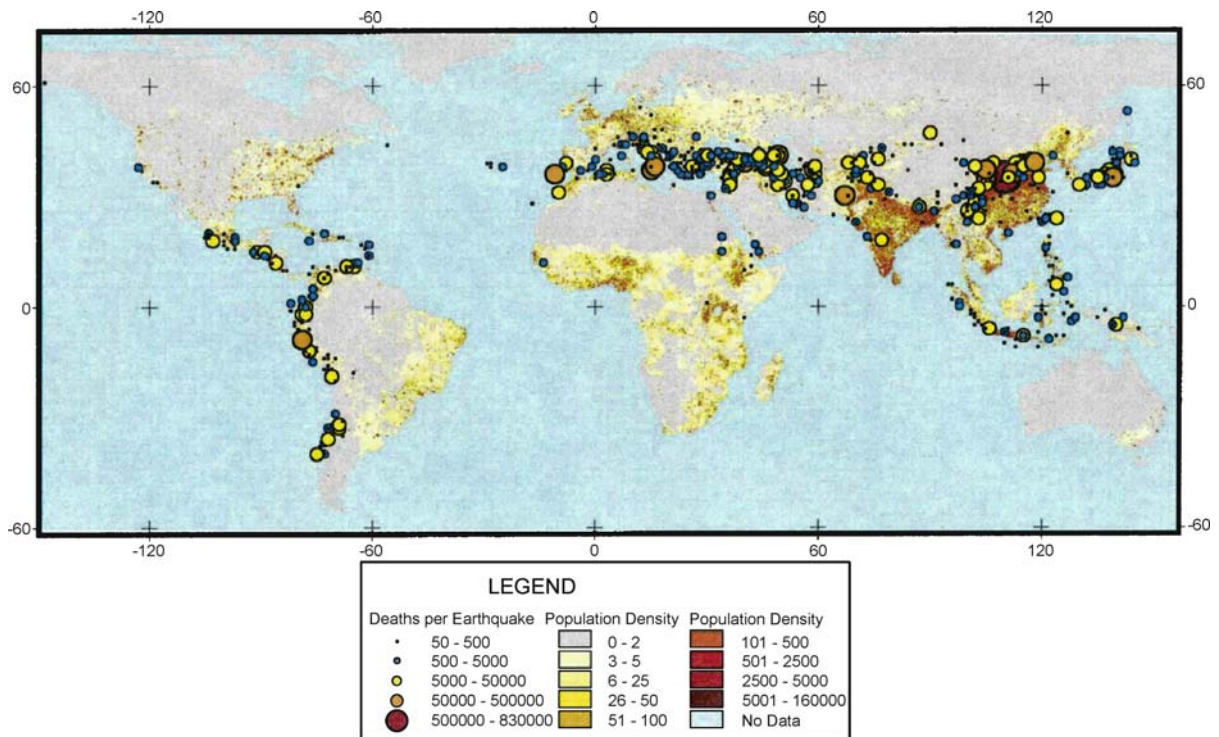 -120 -60 0 60 120
60 60
0 0
-60 -60
-120 -60 0 60 120
LEGEND
Deaths per Earthquake Population Density Population Density
50 - 500 0 - 2 101 - 500
500 - 5000 3 - 5 501 - 2500
5000 - 50000 6 - 25 2500 - 5000
50000 - 500000 26 - 50 5001 - 160000
500000 - 830000 51 - 100 No Data